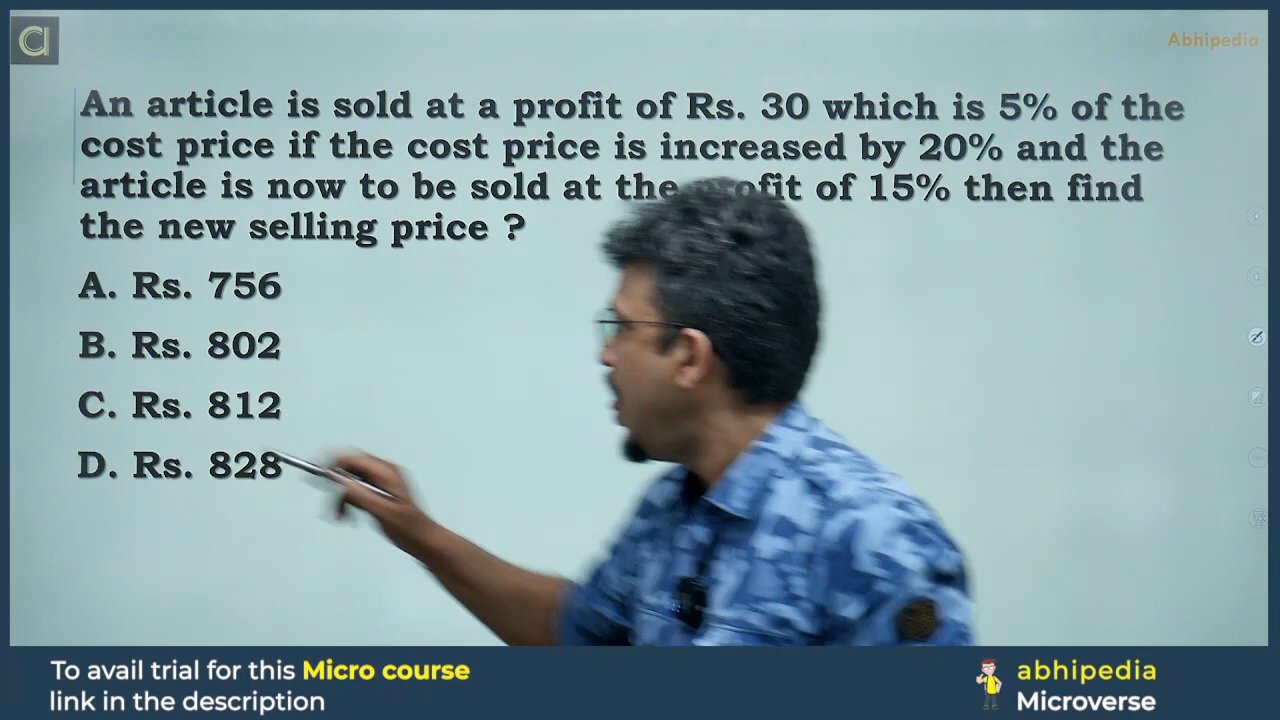 Abhipedia
An article is sold at a profit of Rs. 30 which is 5% of the
cost price if the cost price is increased by 20% and the
article is now to be sold at the profit of 15% then find
the new selling price ?
A. Rs. 756
B. Rs. 802
C. Rs. 812
D. Rs. 828
To avail trial for this Micro course
link in the description
abhipedia
Microverse